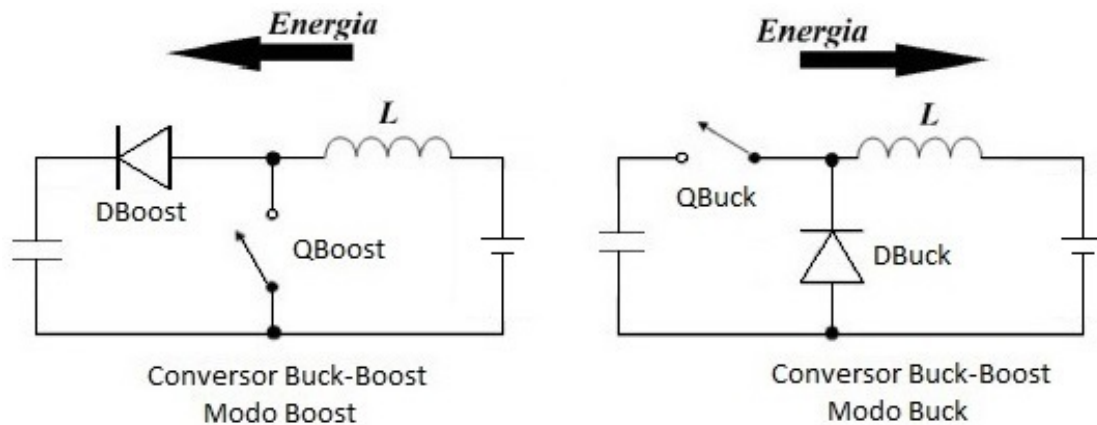 Energia
L
DBoost
QBoost
Conversor Buck-Boost
Modo Boost
Energia
L
QBuck
DBuck
Conversor Buck-Boost
Modo Buck